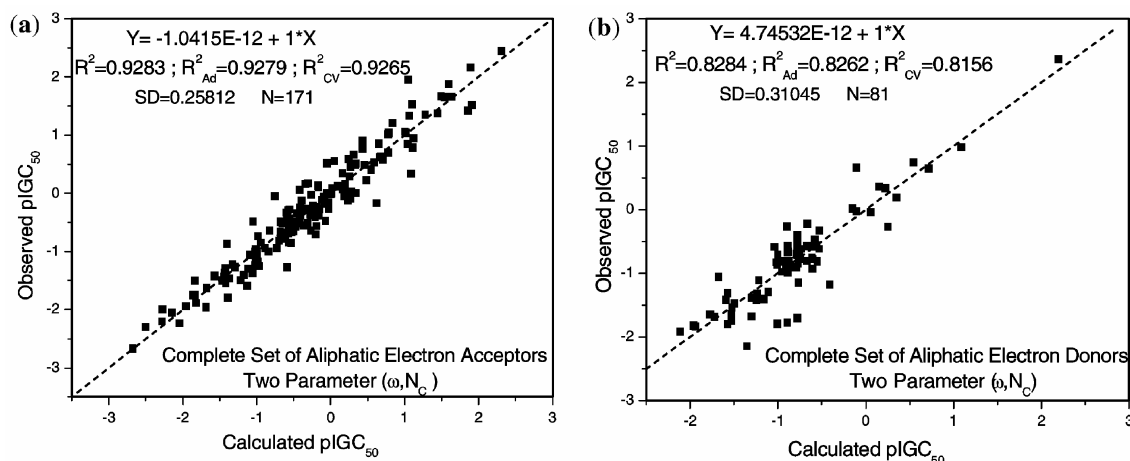 (a)
Y= -1.0415E-12 + 1*X
R²=0.9283 ; R²Ad=0.9279 ; R²CV=0.9265
SD=0.25812 N=171
Observed pIGC50
3
2
1
0
-1
-2
-3
Complete Set of Aliphatic Electron Acceptors
Two Parameter (ω,NC )
-3 -2 -1 0 1 2 3
Calculated pIGC50
(b)
Y= 4.74532E-12 + 1*X
R²=0.8284 ; R²Ad=0.8262 ; R²CV=0.8156
SD=0.31045 N=81
Observed pIGC50
3
2
1
0
-1
-2
-3
Complete Set of Aliphatic Electron Donors
Two Parameter (ω,NC)
-2 -1 0 1 2 3
Calculated pIGC50